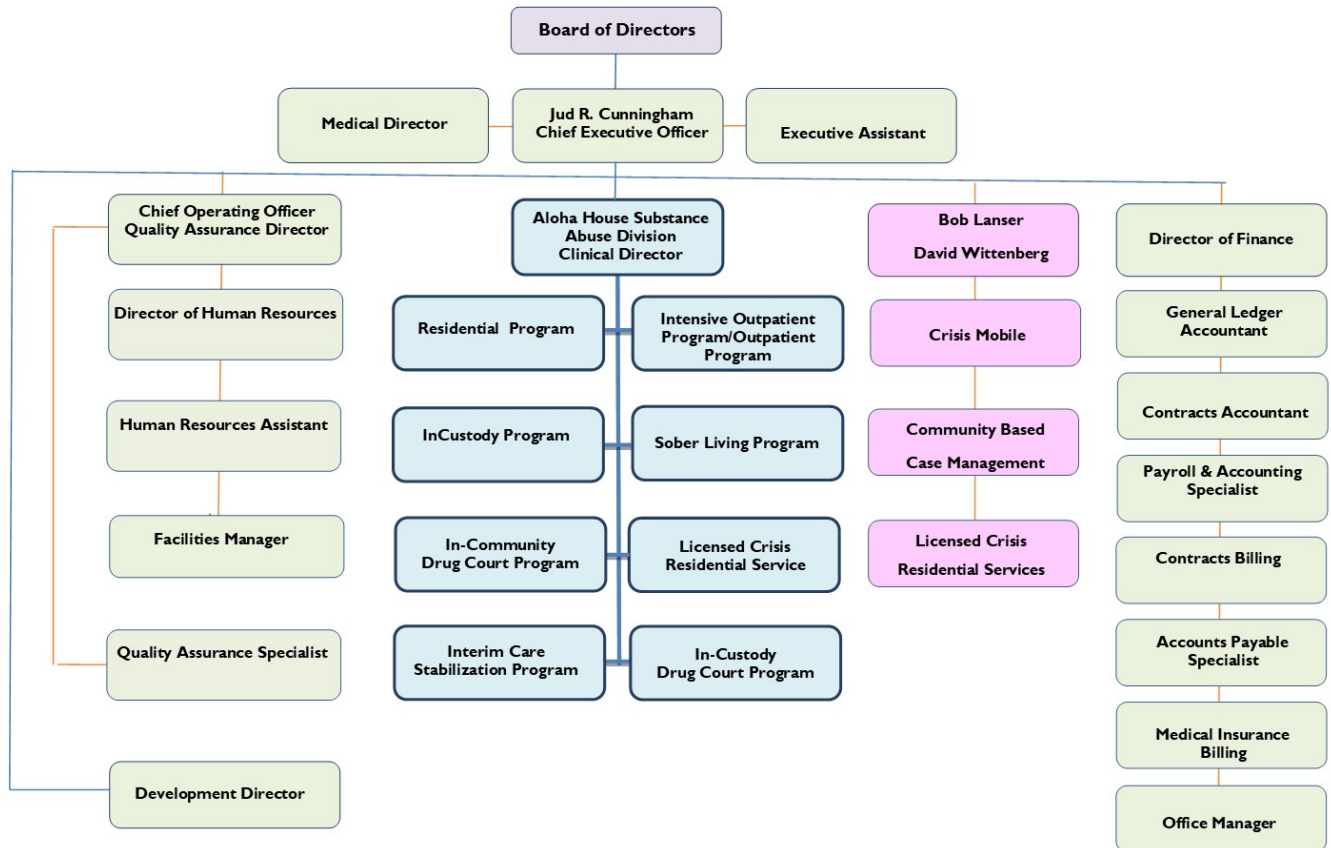 Board of Directors
Medical Director
Jud R. Cunningham
Chief Executive Officer
Executive Assistant
Chief Operating Officer
Quality Assurance Director
Director of Human Resources
Human Resources Assistant
Facilities Manager
Quality Assurance Specialist
Development Director
Aloha House Substance
Abuse Division
Clinical Director
Residential Program
Intensive Outpatient
Program/Outpatient
Program
InCustody Program
Sober Living Program
In-Community
Drug Court Program
Licensed Crisis
Residential Service
Interim Care
Stabilization Program
In-Custody
Drug Court Program
Bob Lanser
David Wittenberg
Crisis Mobile
Community Based
Case Management
Licensed Crisis
Residential Services
Director of Finance
General Ledger
Accountant
Contracts Accountant
Payroll & Accounting
Specialist
Contracts Billing
Accounts Payable
Specialist
Medical Insurance
Billing
Office Manager